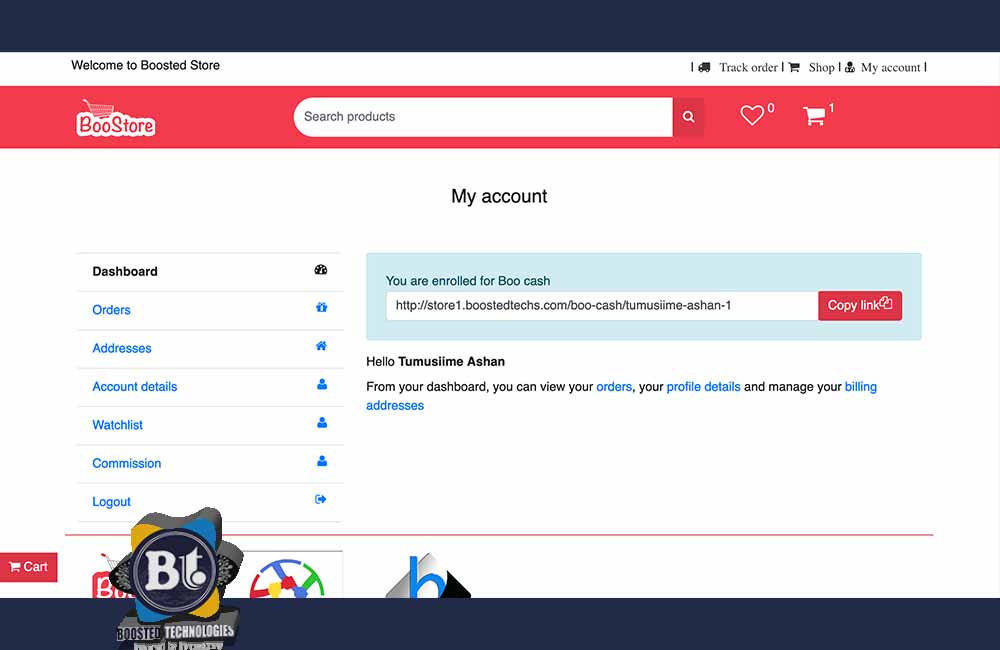 Welcome to Boosted Store
Track order
Shop
My account
BooStore
Search products
0
1
My account
Dashboard
Orders
Addresses
Account details
Watchlist
Commission
Logout
You are enrolled for Boo cash
http://store1.boostedtechs.com/boo-cash/tumusiime-ashan-1
Copy link
Hello Tumusiime Ashan
From your dashboard, you can view your orders, your profile details and manage your billing
addresses
Cart
Bt
b
BOOSTED TECHNOLOGIES